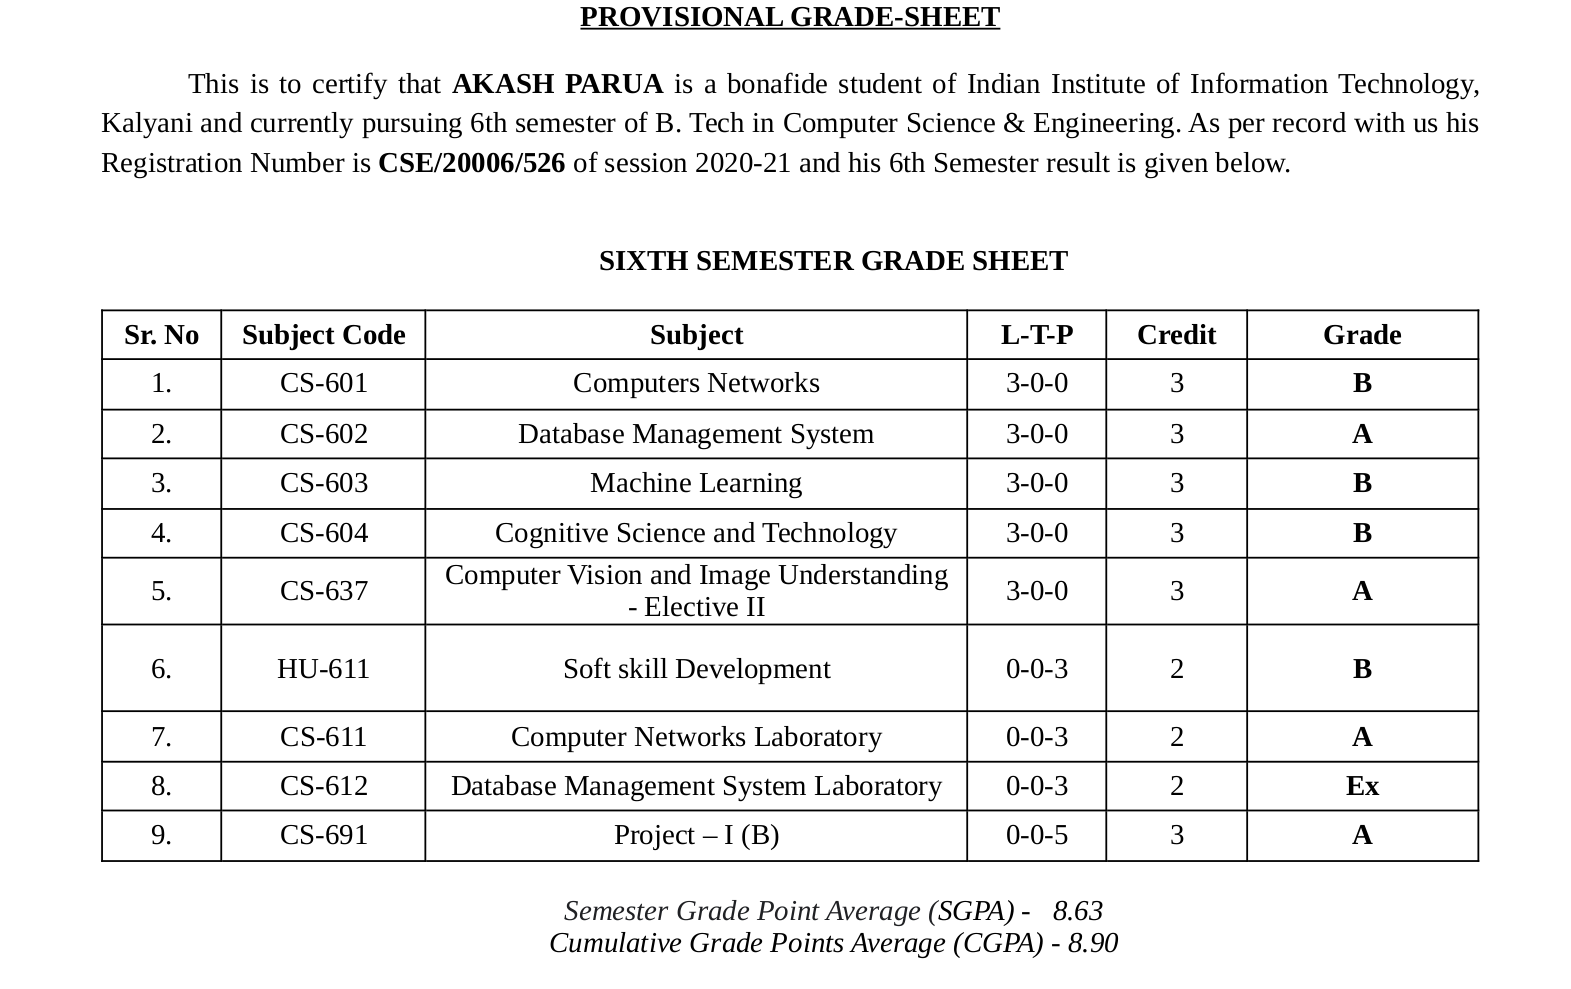 PROVISIONAL GRADE-SHEET
This is to certify that AKASH PARUA is a bonafide student of Indian Institute of Information Technology,
Kalyani and currently pursuing 6th semester of B. Tech in Computer Science & Engineering. As per record with us his
Registration Number is CSE/20006/526 of session 2020-21 and his 6th Semester result is given below.
SIXTH SEMESTER GRADE SHEET
Sr. No Subject Code Subject L-T-P Credit Grade
1. CS-601 Computers Networks 3-0-0 3 B
2. CS-602 Database Management System 3-0-0 3 A
3. CS-603 Machine Learning 3-0-0 3 B
4. CS-604 Cognitive Science and Technology 3-0-0 3 B
5. CS-637 Computer Vision and Image Understanding
- Elective II 3-0-0 3 A
6. HU-611 Soft skill Development 0-0-3 2 B
7. CS-611 Computer Networks Laboratory 0-0-3 2 A
8. CS-612 Database Management System Laboratory 0-0-3 2 Ex
9. CS-691 Project – I (B) 0-0-5 3 A
Semester Grade Point Average (SGPA) - 8.63
Cumulative Grade Points Average (CGPA) - 8.90